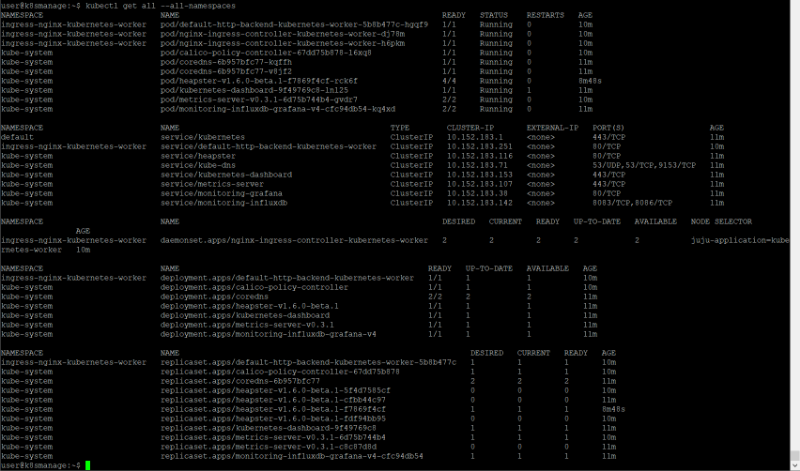 user@k8smanage:~$ kubectl get all --all-namespaces
NAMESPACE NAME READY STATUS RESTARTS AGE
ingress-nginx-kubernetes-worker pod/default-http-backend-kubernetes-worker-5b8b477c-hgqf9 1/1 Running 0 10m
ingress-nginx-kubernetes-worker pod/nginx-ingress-controller-kubernetes-worker-dj78m 1/1 Running 0 10m
ingress-nginx-kubernetes-worker pod/nginx-ingress-controller-kubernetes-worker-h6pkm 1/1 Running 0 10m
kube-system pod/calico-policy-controller-67dd75b878-16xq8 1/1 Running 0 10m
kube-system pod/coredns-6b957bfc77-kqffh 1/1 Running 0 11m
kube-system pod/coredns-6b957bfc77-v8jf2 1/1 Running 0 11m
kube-system pod/heapster-v1.6.0-beta.1-f7869f4cf-rck6f 4/4 Running 0 8m48s
kube-system pod/kubernetes-dashboard-9f49769c8-lnl25 1/1 Running 1 11m
kube-system pod/metrics-server-v0.3.1-6d75b744b4-gvdr7 2/2 Running 0 11m
kube-system pod/monitoring-influxdb-grafana-v4-cfc94db54-kq4xd 2/2 Running 0 11m
NAMESPACE NAME TYPE CLUSTER-IP EXTERNAL-IP PORT(S) AGE
default service/kubernetes ClusterIP 10.152.183.1 <none> 443/TCP 11m
ingress-nginx-kubernetes-worker service/default-http-backend-kubernetes-worker ClusterIP 10.152.183.251 <none> 80/TCP 10m
kube-system service/heapster ClusterIP 10.152.183.116 <none> 80/TCP 11m
kube-system service/kube-dns ClusterIP 10.152.183.71 <none> 53/UDP,53/TCP,9153/TCP 11m
kube-system service/kubernetes-dashboard ClusterIP 10.152.183.153 <none> 443/TCP 11m
kube-system service/metrics-server ClusterIP 10.152.183.107 <none> 443/TCP 11m
kube-system service/monitoring-grafana ClusterIP 10.152.183.38 <none> 80/TCP 11m
kube-system service/monitoring-influxdb ClusterIP 10.152.183.142 <none> 8083/TCP,8086/TCP 11m
NAMESPACE NAME DESIRED CURRENT READY UP-TO-DATE AVAILABLE NODE SELECTOR
AGE
ingress-nginx-kubernetes-worker daemonset.apps/nginx-ingress-controller-kubernetes-worker 2 2 2 2 2 juju-application=kube
rnetes-worker 10m
NAMESPACE NAME READY UP-TO-DATE AVAILABLE AGE
ingress-nginx-kubernetes-worker deployment.apps/default-http-backend-kubernetes-worker 1/1 1 1 10m
kube-system deployment.apps/calico-policy-controller 1/1 1 1 10m
kube-system deployment.apps/coredns 2/2 2 2 11m
kube-system deployment.apps/heapster-v1.6.0-beta.1 1/1 1 1 11m
kube-system deployment.apps/kubernetes-dashboard 1/1 1 1 11m
kube-system deployment.apps/metrics-server-v0.3.1 1/1 1 1 11m
kube-system deployment.apps/monitoring-influxdb-grafana-v4 1/1 1 1 11m
NAMESPACE NAME DESIRED CURRENT READY AGE
ingress-nginx-kubernetes-worker replicaset.apps/default-http-backend-kubernetes-worker-5b8b477c 1 1 1 10m
kube-system replicaset.apps/calico-policy-controller-67dd75b878 1 1 1 10m
kube-system replicaset.apps/coredns-6b957bfc77 2 2 2 11m
kube-system replicaset.apps/heapster-v1.6.0-beta.1-5f4d7585cf 0 0 0 10m
kube-system replicaset.apps/heapster-v1.6.0-beta.1-cfbb44c97 0 0 0 11m
kube-system replicaset.apps/heapster-v1.6.0-beta.1-f7869f4cf 1 1 1 8m48s
kube-system replicaset.apps/heapster-v1.6.0-beta.1-fdf94bb95 0 0 0 10m
kube-system replicaset.apps/kubernetes-dashboard-9f49769c8 1 1 1 11m
kube-system replicaset.apps/metrics-server-v0.3.1-6d75b744b4 1 1 1 11m
kube-system replicaset.apps/metrics-server-v0.3.1-c8c87d8d 0 0 0 11m
kube-system replicaset.apps/monitoring-influxdb-grafana-v4-cfc94db54 1 1 1 11m
user@k8smanage:~$